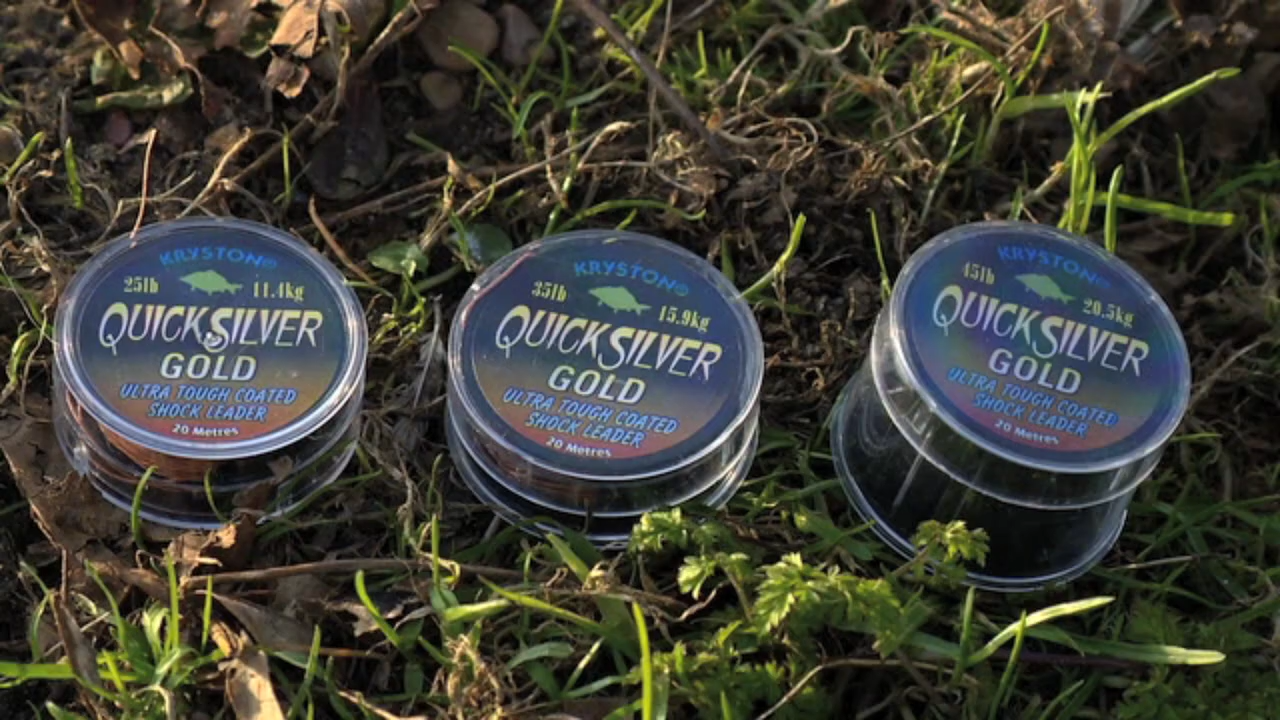 KRYSTON®
25lb 11.4kg
QUICKSILVER
GOLD
ULTRA TOUGH COATED
SHOCK LEADER
20 Metres
KRYSTON®
35lb 15.9kg
QUICKSILVER
GOLD
ULTRA TOUGH COATED
SHOCK LEADER
20 Metres
KRYSTON®
45lb 20.5kg
QUICKSILVER
GOLD
ULTRA TOUGH COATED
SHOCK LEADER
20 Metres